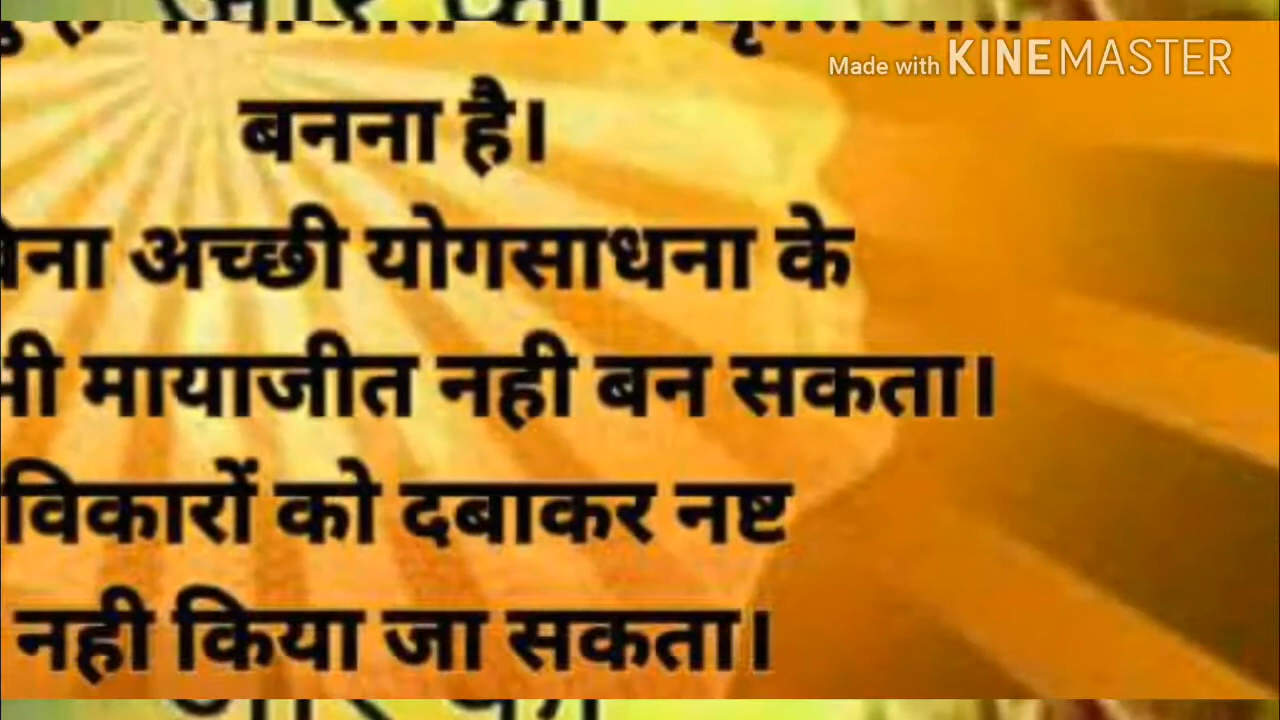 Made with KINEMASTER
बनना है।
अच्छी योगसाधना के
मायाजीत नही बन सकता।
विकारों को दबाकर नष्ट
नही किया जा सकता।